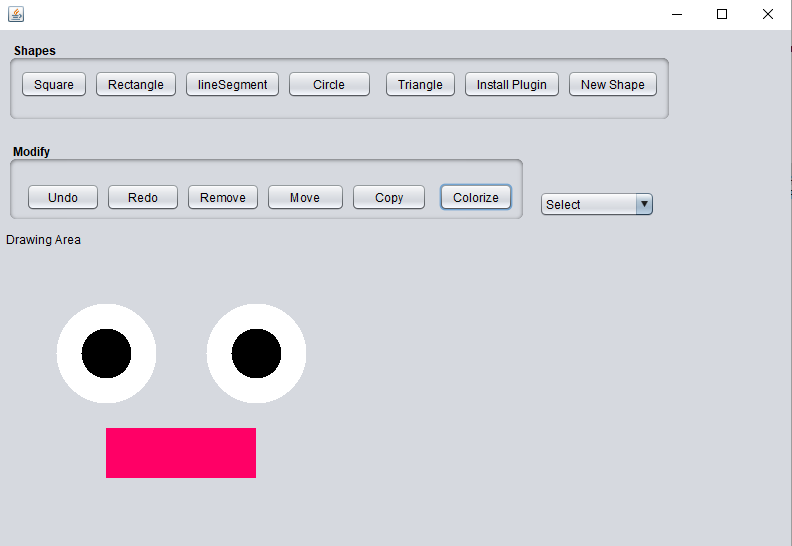 Shapes
Square Rectangle lineSegment Circle Triangle Install Plugin New Shape
Modify
Undo Redo Remove Move Copy Colorize Select
Drawing Area